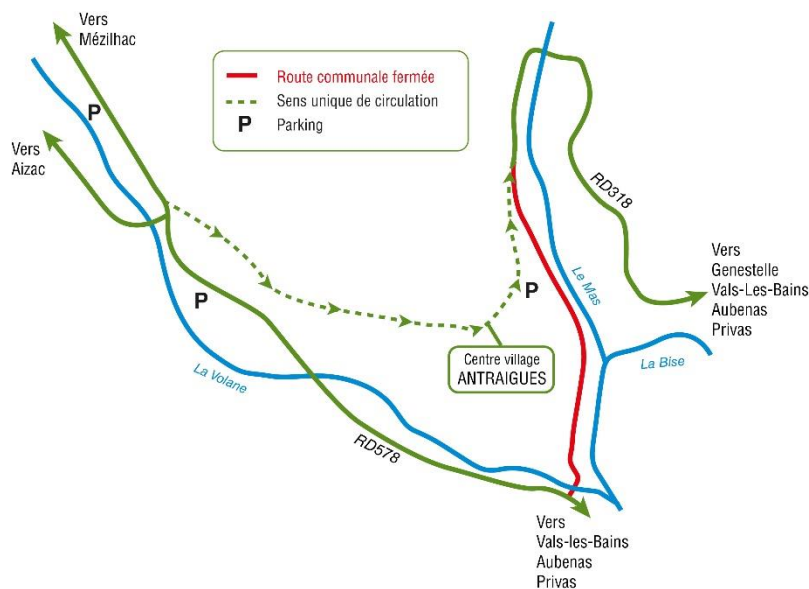 Vers
Mézilhac
P
Vers
Aizac
Route communale fermée
Sens unique de circulation
P
Parking
RD318
Vers
Genestelle
Vals-Les-Bains
Aubenas
Privas
P
P
Le Mas
La Bise
Centre village
ANTRAIGUES
La Volane
RD578
Vers
Vals-les-Bains
Aubenas
Privas